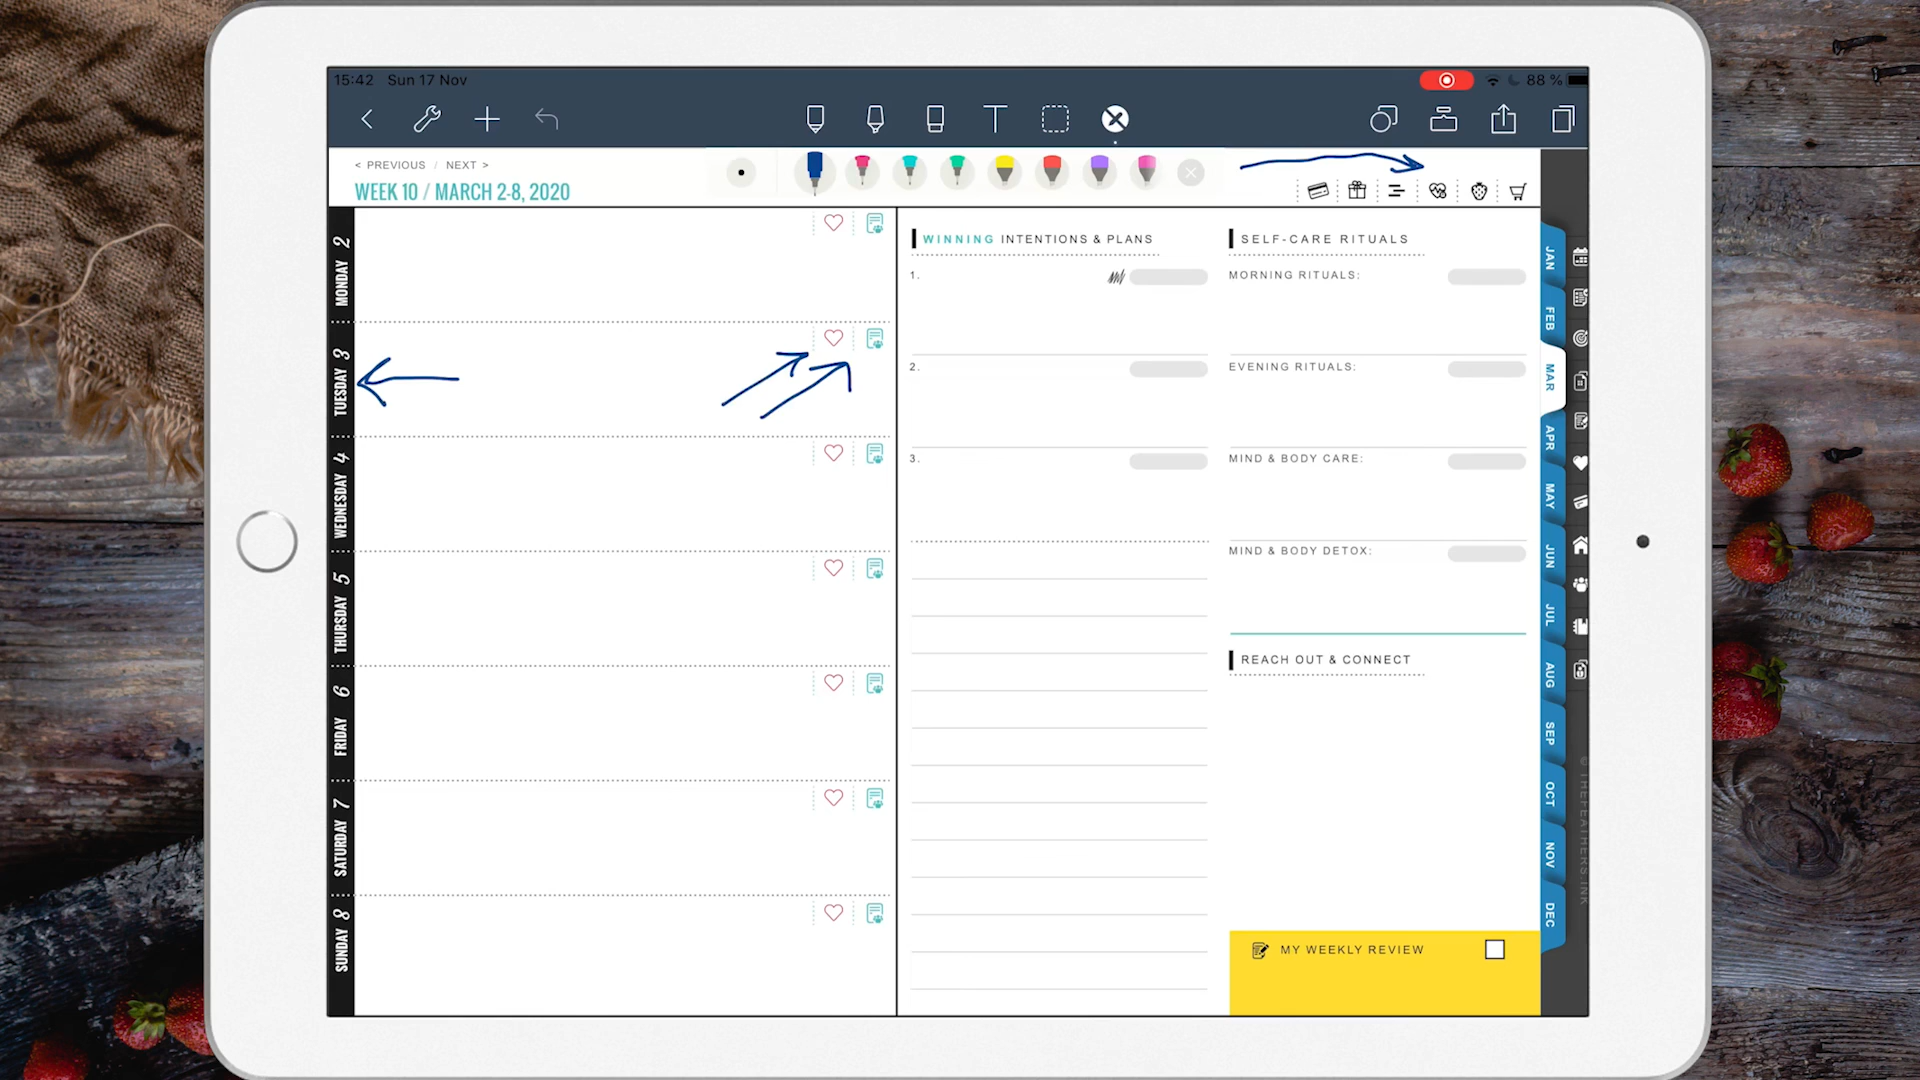 15:42 Sun 17 Nov
88 %
< PREVIOUS / NEXT >
WEEK 10 / MARCH 2-8, 2020
MONDAY 2
TUESDAY 3
WEDNESDAY 4
THURSDAY 5
FRIDAY 6
SATURDAY 7
SUNDAY 8
WINNING INTENTIONS & PLANS
1.
2.
3.
SELF-CARE RITUALS
MORNING RITUALS:
EVENING RITUALS:
MIND & BODY CARE:
MIND & BODY DETOX:
REACH OUT & CONNECT
MY WEEKLY REVIEW
JAN
FEB
MAR
APR
MAY
JUN
JUL
AUG
SEP
OCT
NOV
DEC
© THEFEATHERS.INK